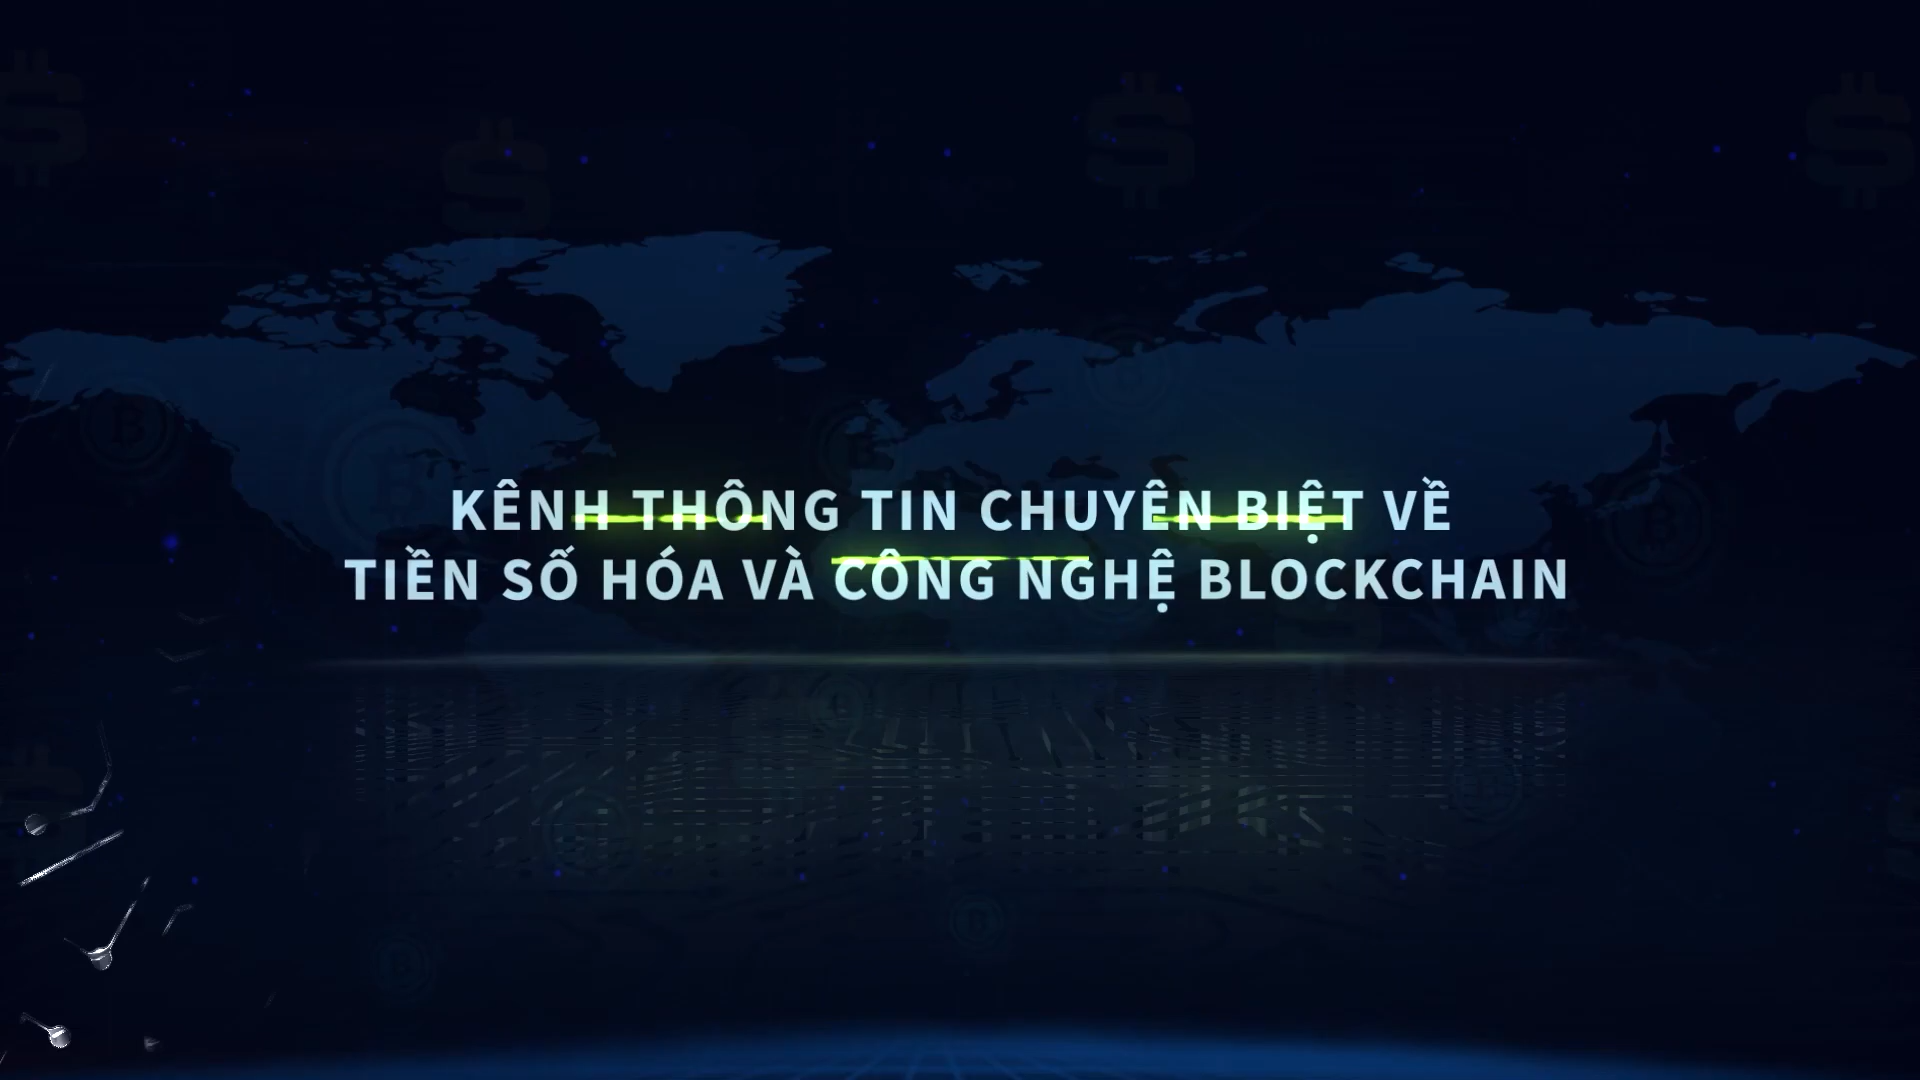 KÊNH THÔNG TIN CHUYÊN BIỆT VỀ
TIỀN SỐ HÓA VÀ CÔNG NGHỆ BLOCKCHAIN